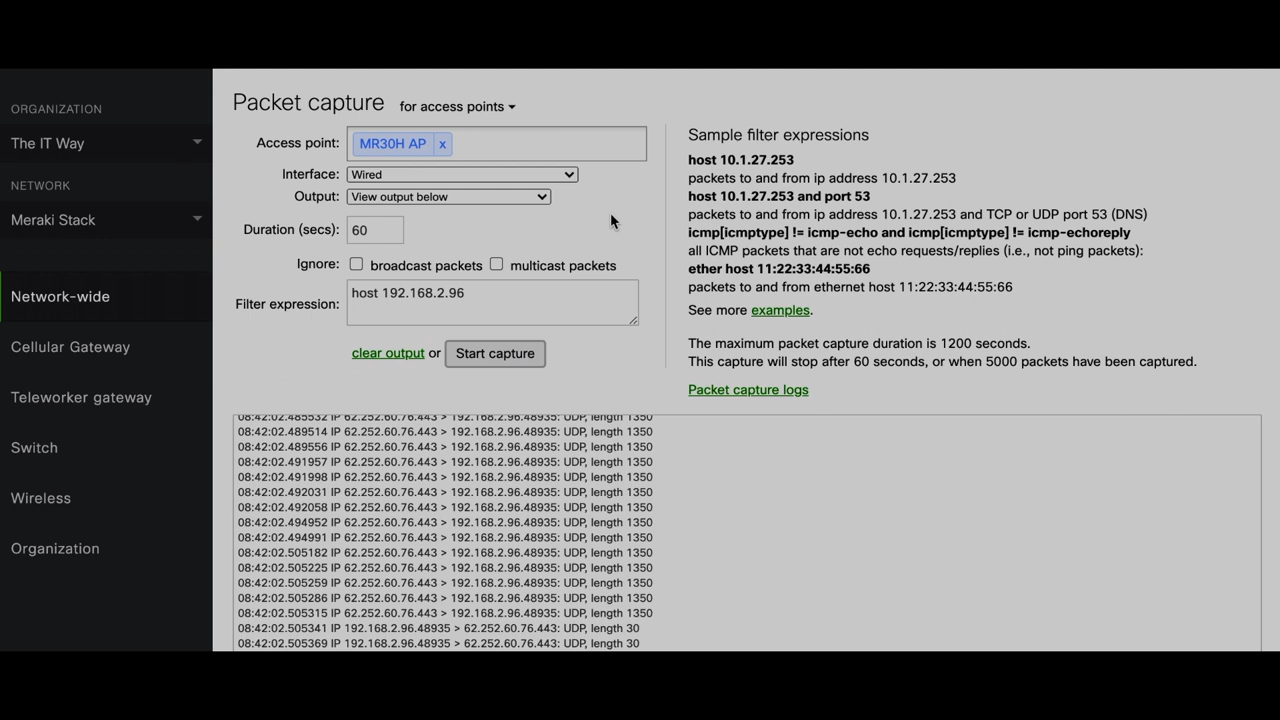 ORGANIZATION
The IT Way
NETWORK
Meraki Stack
Network-wide
Cellular Gateway
Teleworker gateway
Switch
Wireless
Organization
Packet capture for access points
Access point: MR30H AP x
Interface: Wired
Output: View output below
Duration (secs): 60
Ignore: broadcast packets multicast packets
Filter expression: host 192.168.2.96
clear output or Start capture
Sample filter expressions
host 10.1.27.253
packets to and from ip address 10.1.27.253
host 10.1.27.253 and port 53
packets to and from ip address 10.1.27.253 and TCP or UDP port 53 (DNS)
icmp[icmptype] != icmp-echo and icmp[icmptype] != icmp-echoreply
all ICMP packets that are not echo requests/replies (i.e., not ping packets):
ether host 11:22:33:44:55:66
packets to and from ethernet host 11:22:33:44:55:66
See more examples.
The maximum packet capture duration is 1200 seconds.
This capture will stop after 60 seconds, or when 5000 packets have been captured.
Packet capture logs
08:42:02.485532 IP 62.252.60.76.443 > 192.168.2.96.48935: UDP, length 1350
08:42:02.489514 IP 62.252.60.76.443 > 192.168.2.96.48935: UDP, length 1350
08:42:02.489556 IP 62.252.60.76.443 > 192.168.2.96.48935: UDP, length 1350
08:42:02.491957 IP 62.252.60.76.443 > 192.168.2.96.48935: UDP, length 1350
08:42:02.491998 IP 62.252.60.76.443 > 192.168.2.96.48935: UDP, length 1350
08:42:02.492031 IP 62.252.60.76.443 > 192.168.2.96.48935: UDP, length 1350
08:42:02.492058 IP 62.252.60.76.443 > 192.168.2.96.48935: UDP, length 1350
08:42:02.494952 IP 62.252.60.76.443 > 192.168.2.96.48935: UDP, length 1350
08:42:02.494991 IP 62.252.60.76.443 > 192.168.2.96.48935: UDP, length 1350
08:42:02.505182 IP 62.252.60.76.443 > 192.168.2.96.48935: UDP, length 1350
08:42:02.505225 IP 62.252.60.76.443 > 192.168.2.96.48935: UDP, length 1350
08:42:02.505259 IP 62.252.60.76.443 > 192.168.2.96.48935: UDP, length 1350
08:42:02.505286 IP 62.252.60.76.443 > 192.168.2.96.48935: UDP, length 1350
08:42:02.505315 IP 62.252.60.76.443 > 192.168.2.96.48935: UDP, length 1350
08:42:02.505341 IP 192.168.2.96.48935 > 62.252.60.76.443: UDP, length 30
08:42:02.505369 IP 192.168.2.96.48935 > 62.252.60.76.443: UDP, length 30